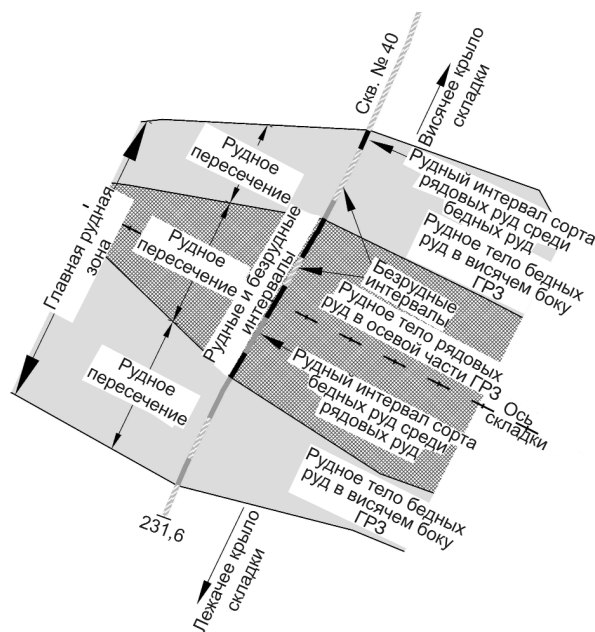 Скв. № 40
Висячее крыло
складки
Рудное
пересечение
Рудный интервал сорта
рядовых руд среди
бедных руд
Рудное тело бедных
руд в висячем боку
ГРЗ
Главная рудная
зона
Рудное
пересечение
Рудные и безрудные
интервалы
Безрудные
интервалы
Рудное тело рядовых
руд в осевой части ГРЗ
Ось
складки
Рудное
пересечение
Рудный интервал сорта
бедных руд среди
рядовых руд
Рудное тело бедных
руд в висячем боку
ГРЗ
231,6
Лежачее крыло
складки